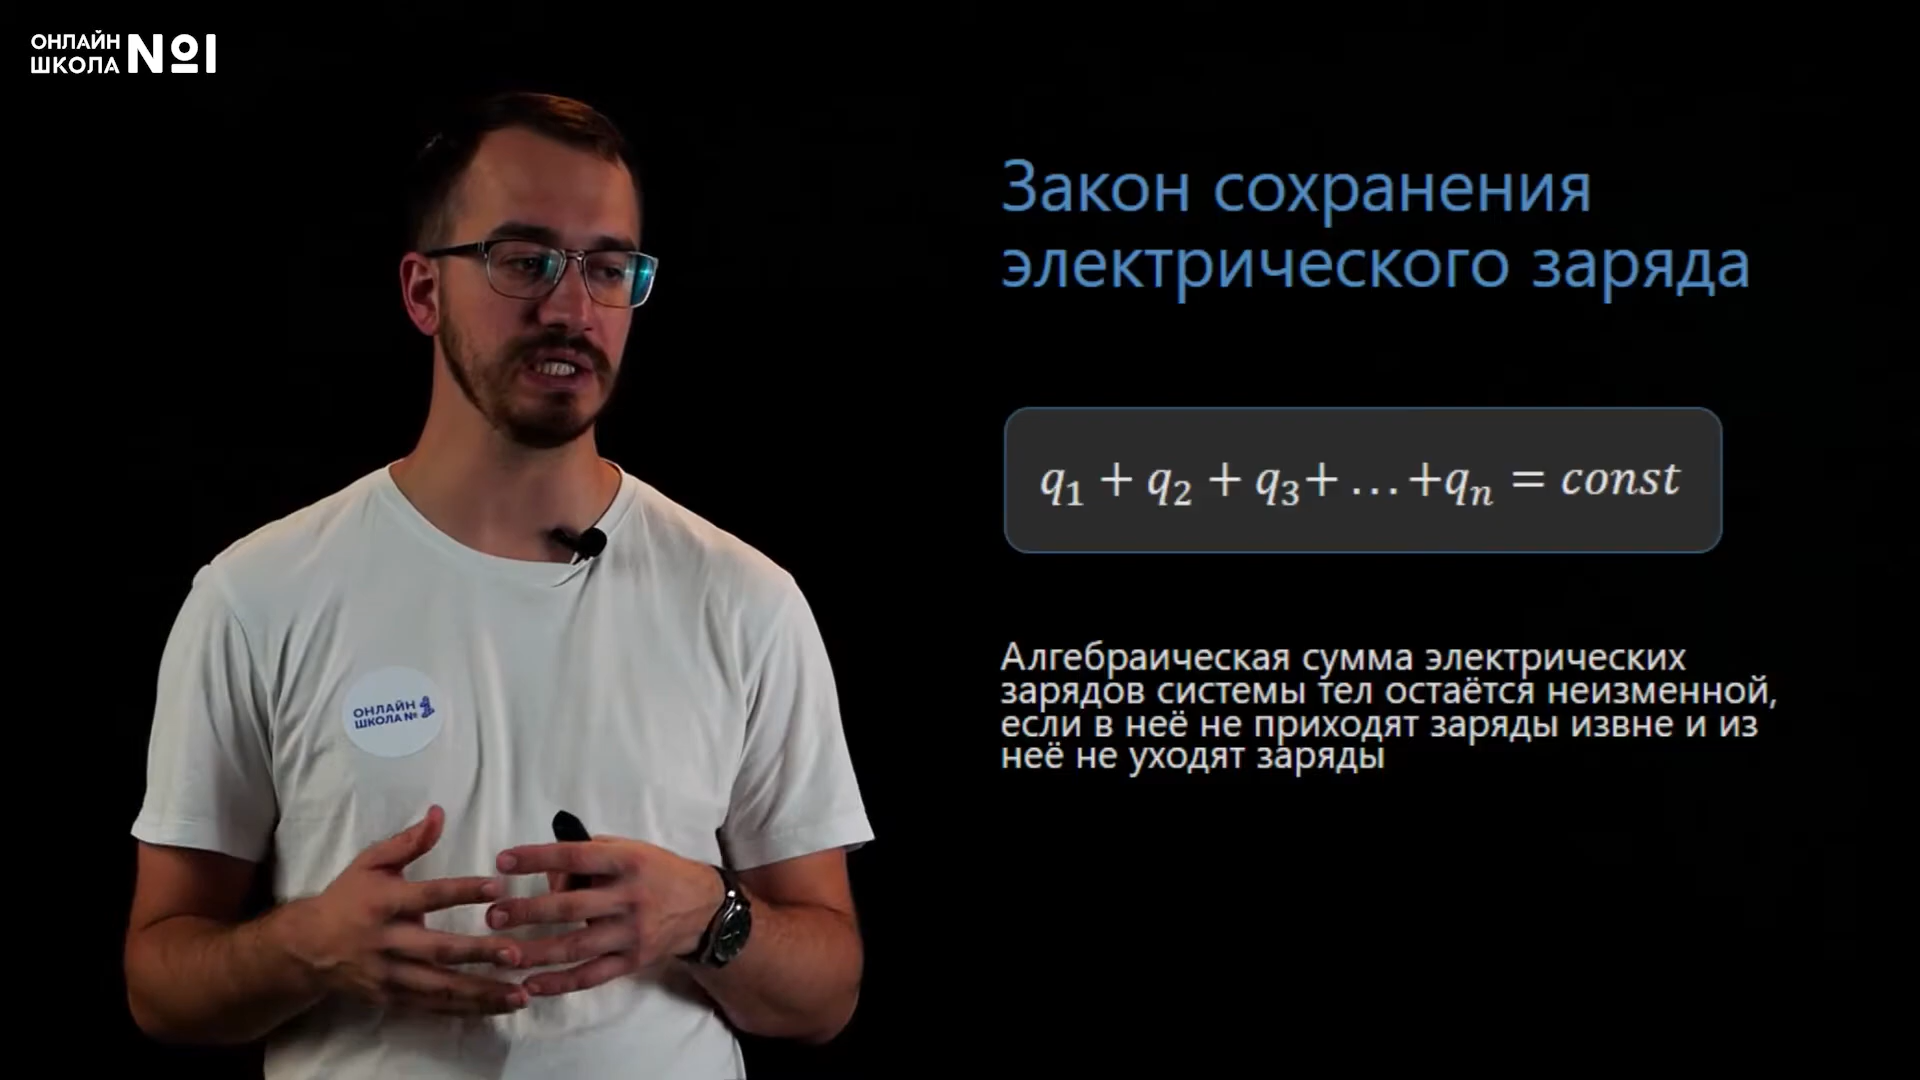 ОНЛАЙН
ШКОЛА №1
Закон сохранения
электрического заряда
q₁ + q₂ + q₃+ …+qₙ = const
Алгебраическая сумма электрических
зарядов системы тел остаётся неизменной,
если в неё не приходят заряды извне и из
неё не уходят заряды
ОНЛАЙН
ШКОЛА №1